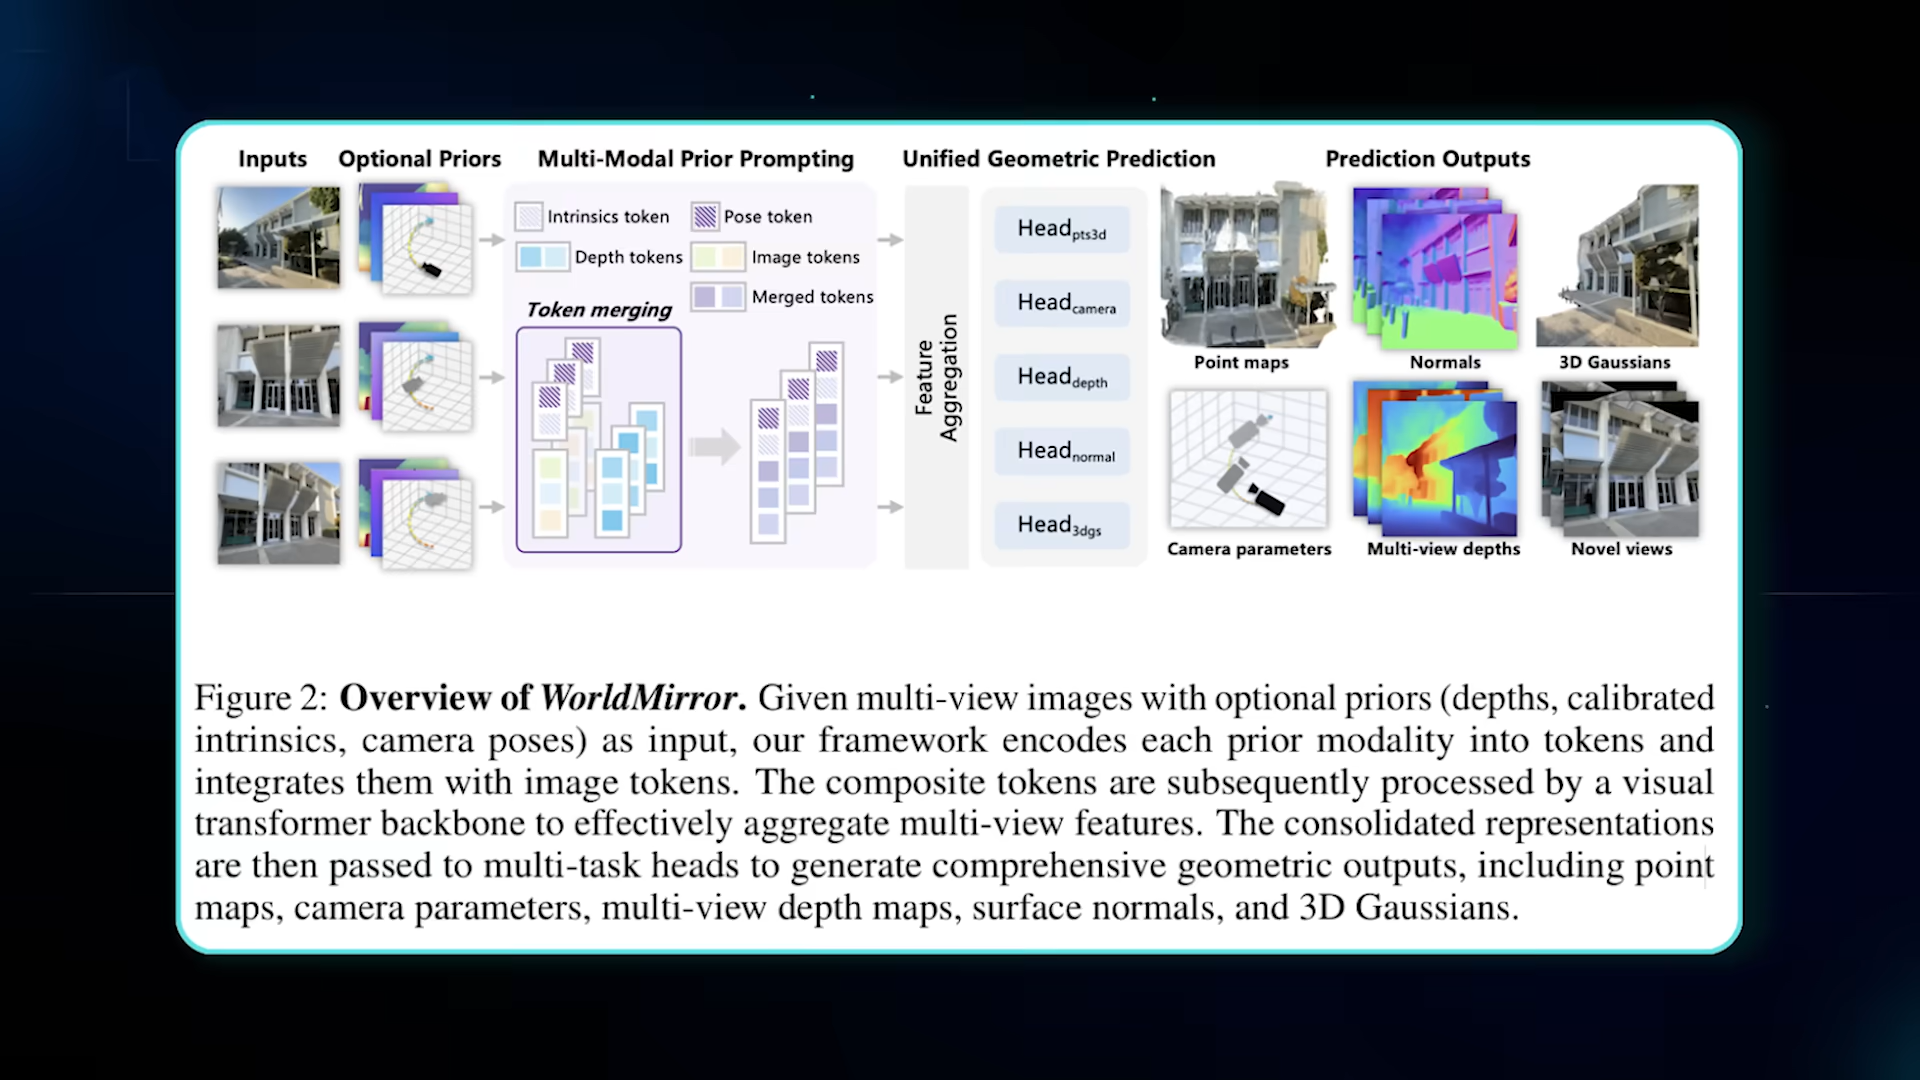 Inputs
Optional Priors
Multi-Modal Prior Prompting
Unified Geometric Prediction
Prediction Outputs
Intrinsics token
Pose token
Depth tokens
Image tokens
Merged tokens
Token merging
Feature
Aggregation
Headpts3d
Headcamera
Headdepth
Headnormal
Head3dgs
Point maps
Normals
3D Gaussians
Camera parameters
Multi-view depths
Novel views
Figure 2: Overview of WorldMirror. Given multi-view images with optional priors (depths, calibrated
intrinsics, camera poses) as input, our framework encodes each prior modality into tokens and
integrates them with image tokens. The composite tokens are subsequently processed by a visual
transformer backbone to effectively aggregate multi-view features. The consolidated representations
are then passed to multi-task heads to generate comprehensive geometric outputs, including point
maps, camera parameters, multi-view depth maps, surface normals, and 3D Gaussians.